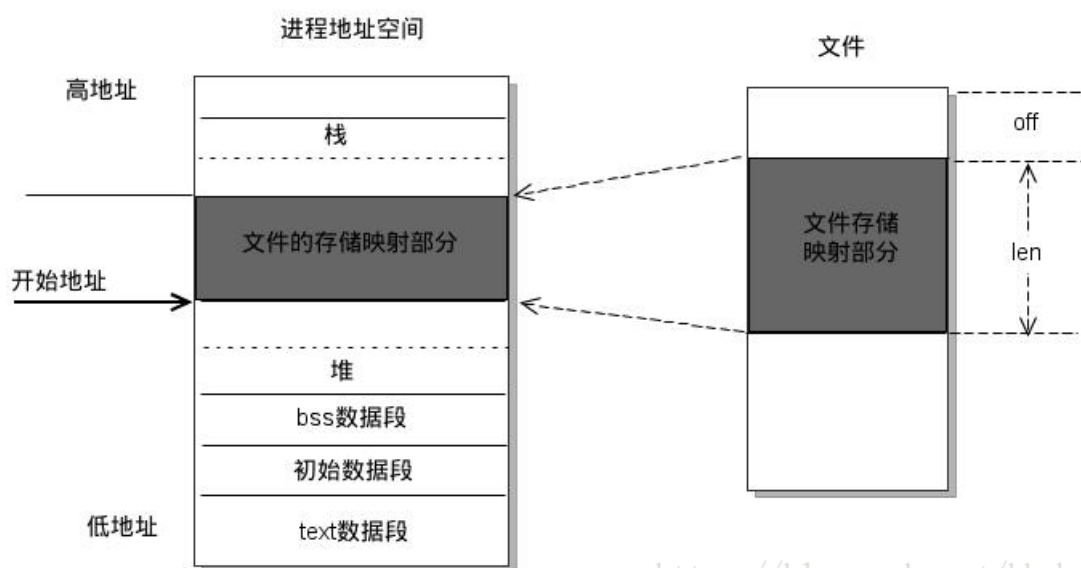 进程地址空间
文件
高地址
栈
off
文件的存储映射部分
文件存储
映射部分
len
开始地址
堆
bss数据段
初始数据段
低地址
text数据段